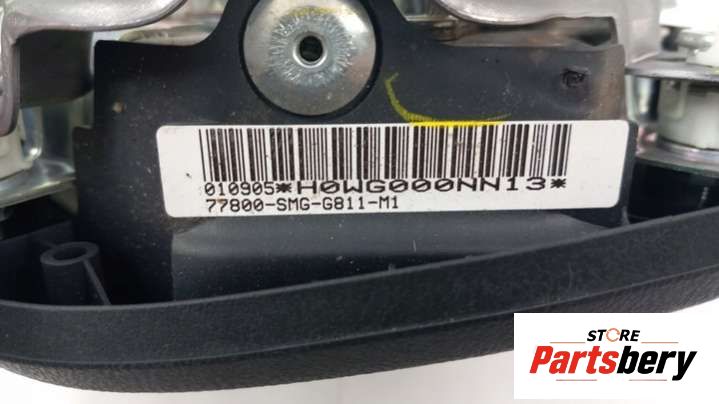 010905*H0WG000NN13*
77800-SMG-G811-M1
STORE
Partsbery